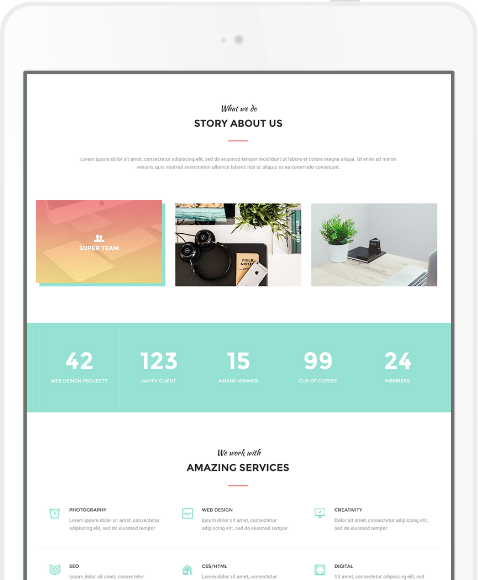 What we do
STORY ABOUT US
Lorem ipsum dolor sit amet, consectetur adipiscing elit, sed do eiusmod tempor incididunt ut labore et dolore magna aliqua. Ut enim ad minim
veniam, quis nostrud exercitation ullamco laboris nisi ut aliquip ex ea commodo consequat.
SUPER TEAM
FIELD NOTES
42
WEB DESIGN PROJECTS
123
HAPPY CLIENT
15
AWARD WINNER
99
CUP OF COFFEE
24
MEMBERS
We work with
AMAZING SERVICES
PHOTOGRAPHY
Lorem ipsum dolor sit amet, consectetur
adipiscing elit, sed do eiusmod tempor.
WEB DESIGN
Ipsum dolor sit amet, consectetur
adipiscing elit, sed do eiusmod tempor.
CREATIVITY
Dolor sit amet, consectetur adipiscing elit,
sed do eiusmod tempor.
SEO
Ipsum dolor sit amet, consectetur
CSS/HTML
Dolor sit amet, consectetur adipiscing
DIGITAL
Lorem ipsum dolor sit amet, consectetur